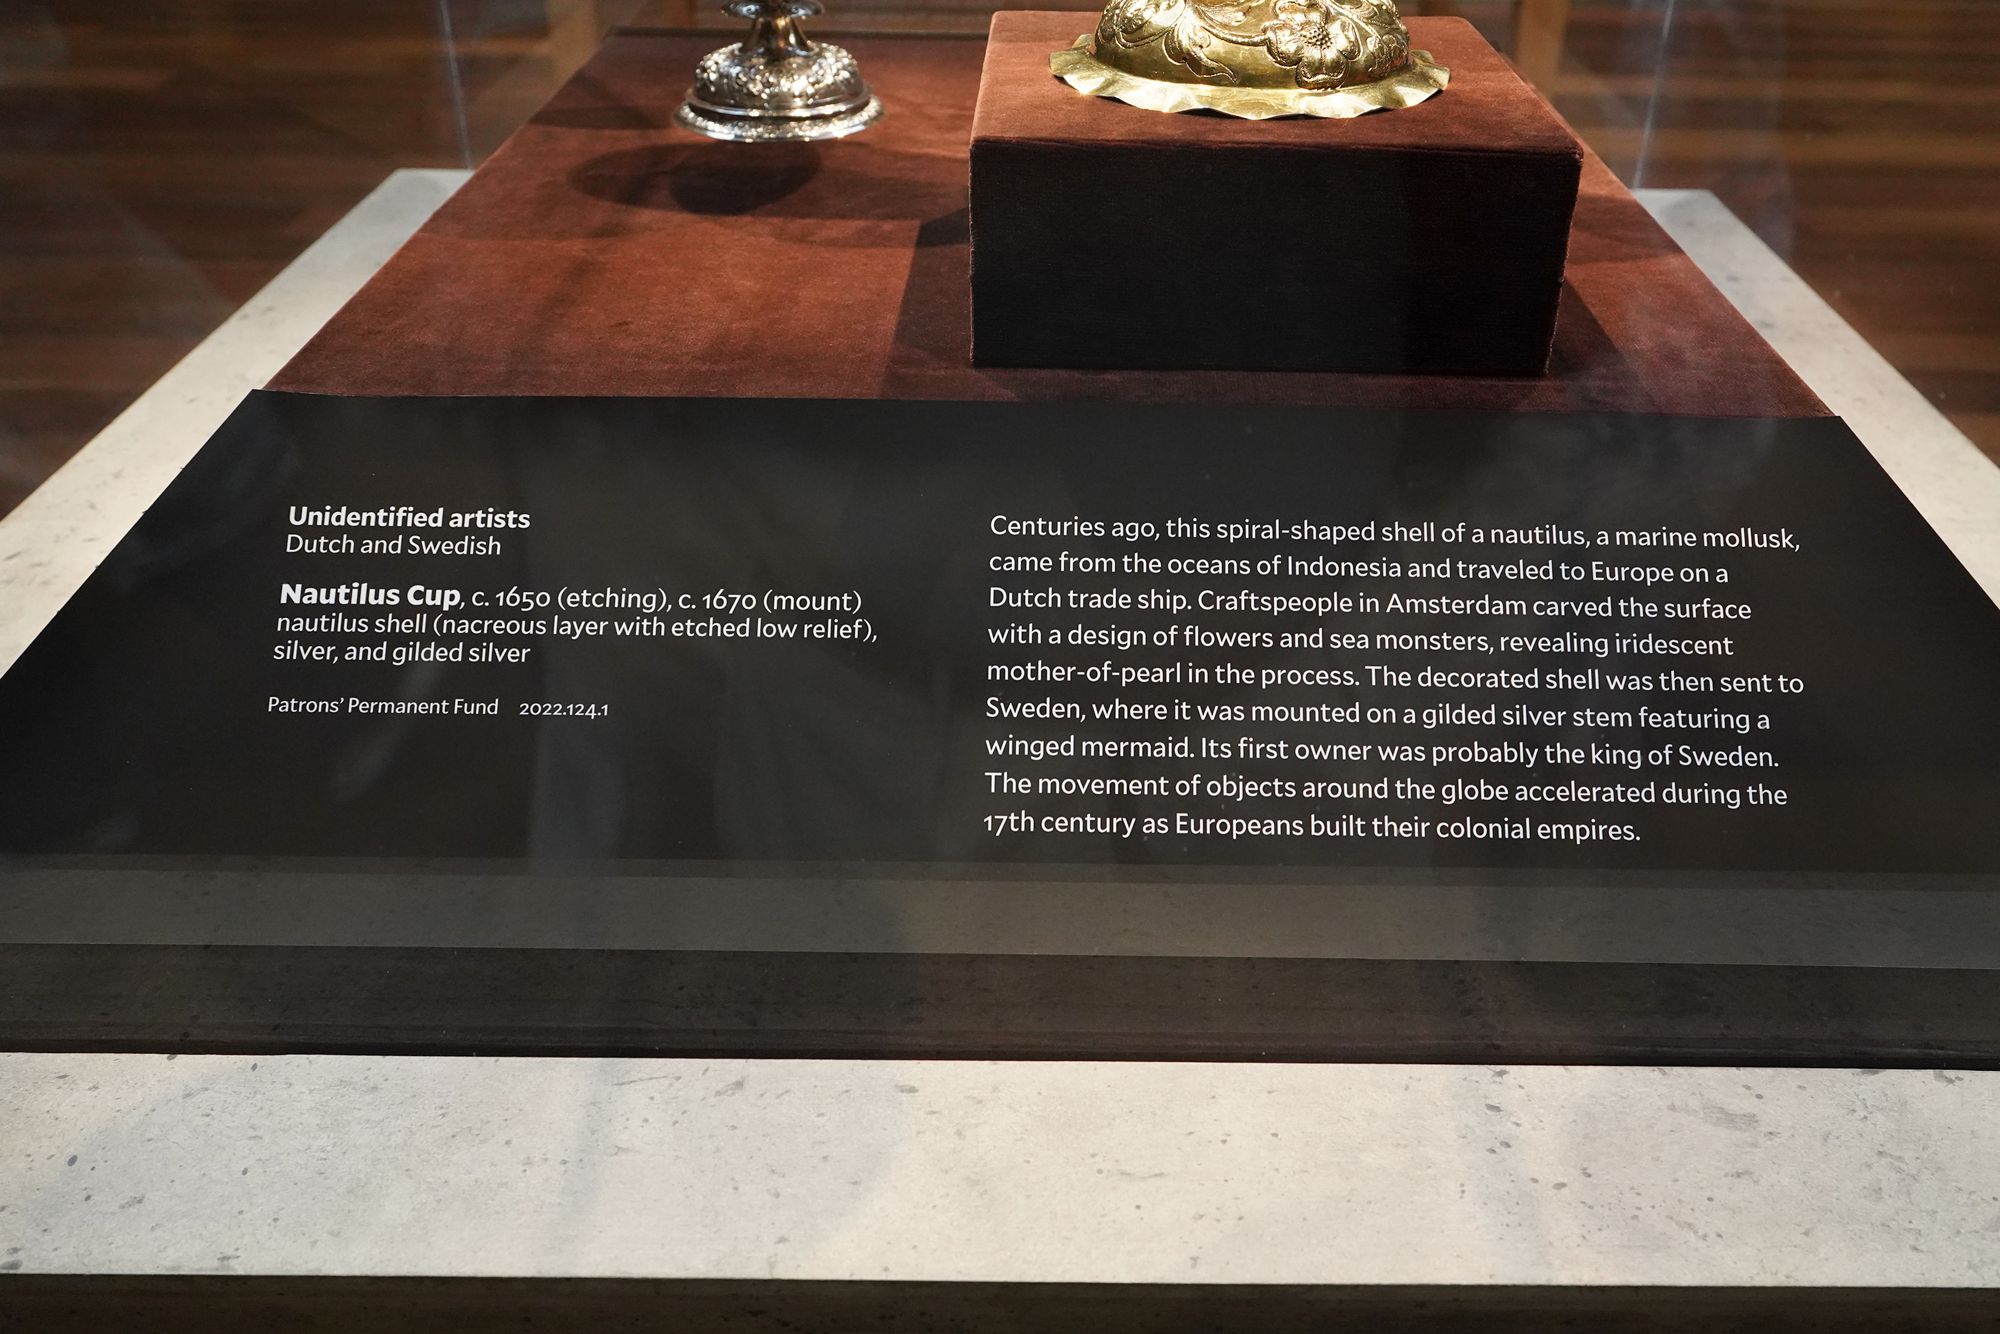 Unidentified artists
Dutch and Swedish
Nautilus Cup, c. 1650 (etching), c. 1670 (mount)
nautilus shell (nacreous layer with etched low relief),
silver, and gilded silver
Patrons’ Permanent Fund 2022.124.1
Centuries ago, this spiral-shaped shell of a nautilus, a marine mollusk,
came from the oceans of Indonesia and traveled to Europe on a
Dutch trade ship. Craftspeople in Amsterdam carved the surface
with a design of flowers and sea monsters, revealing iridescent
mother-of-pearl in the process. The decorated shell was then sent to
Sweden, where it was mounted on a gilded silver stem featuring a
winged mermaid. Its first owner was probably the king of Sweden.
The movement of objects around the globe accelerated during the
17th century as Europeans built their colonial empires.